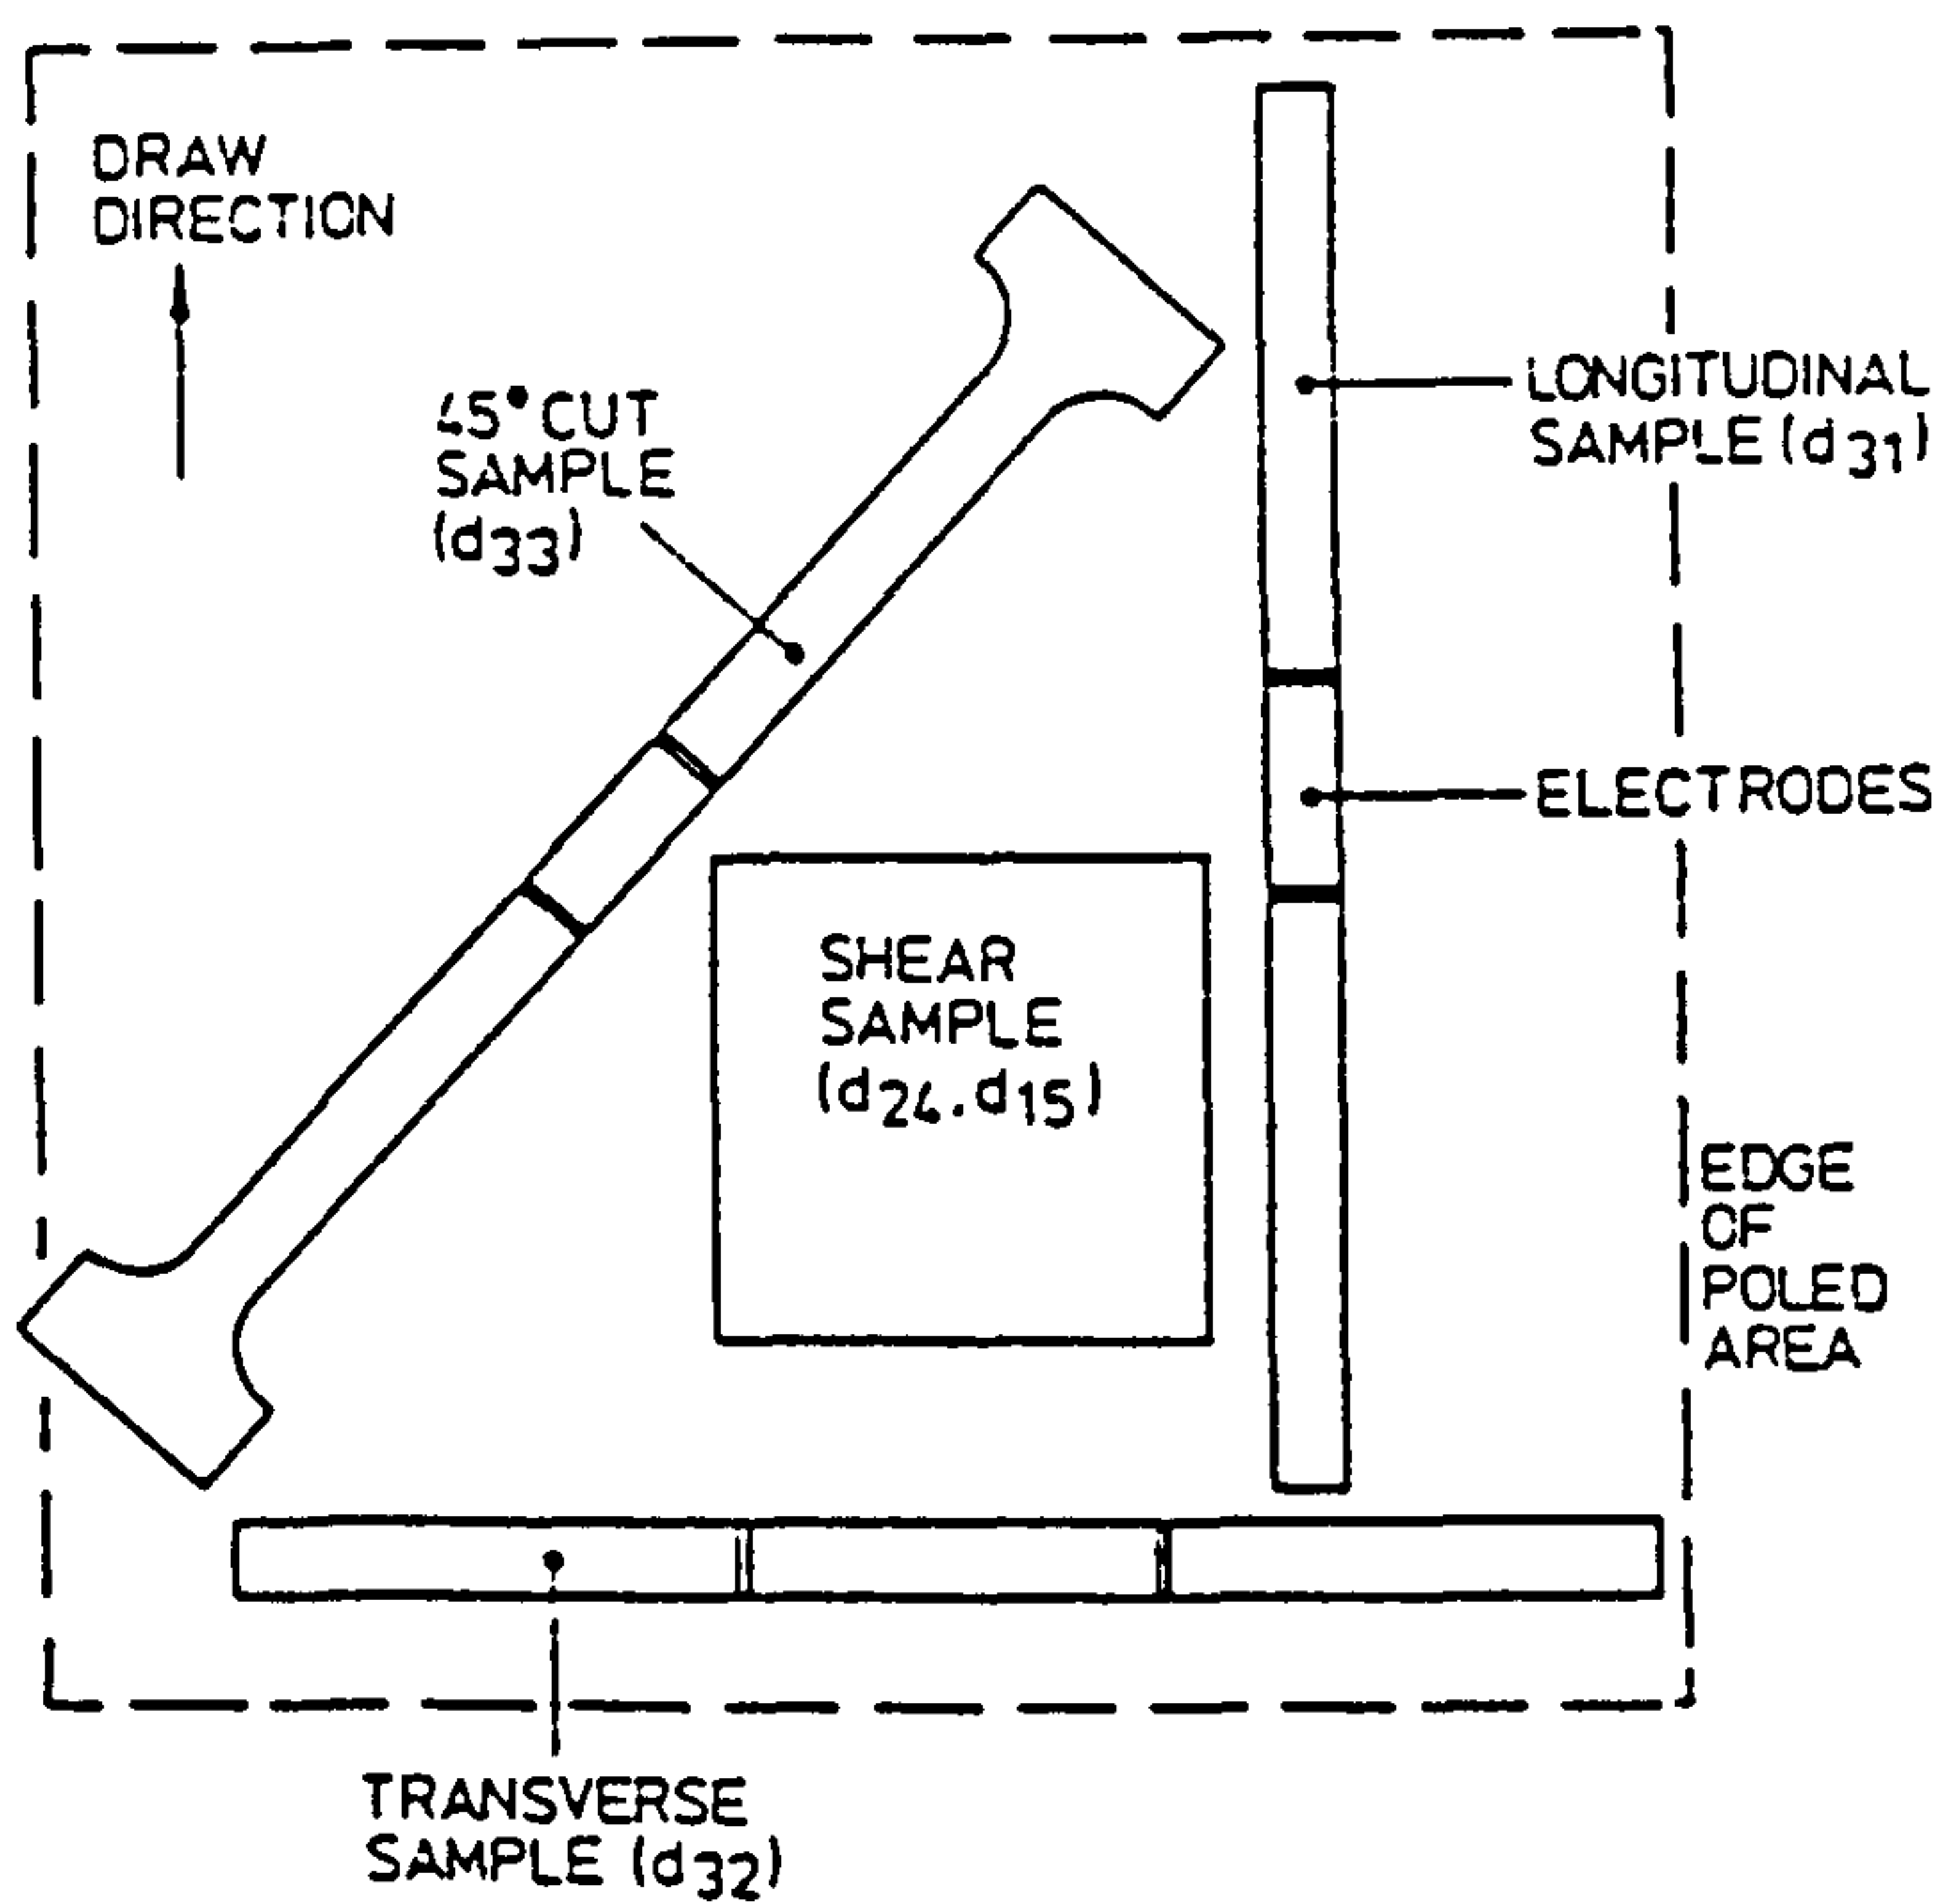 DRAW
DIRECTION
45° CUT
SAMPLE
(d33)
LONGITUDINAL
SAMPLE (d31)
ELECTRODES
SHEAR
SAMPLE
(d24.d15)
EDGE
OF
POLED
AREA
TRANSVERSE
SAMPLE (d32)